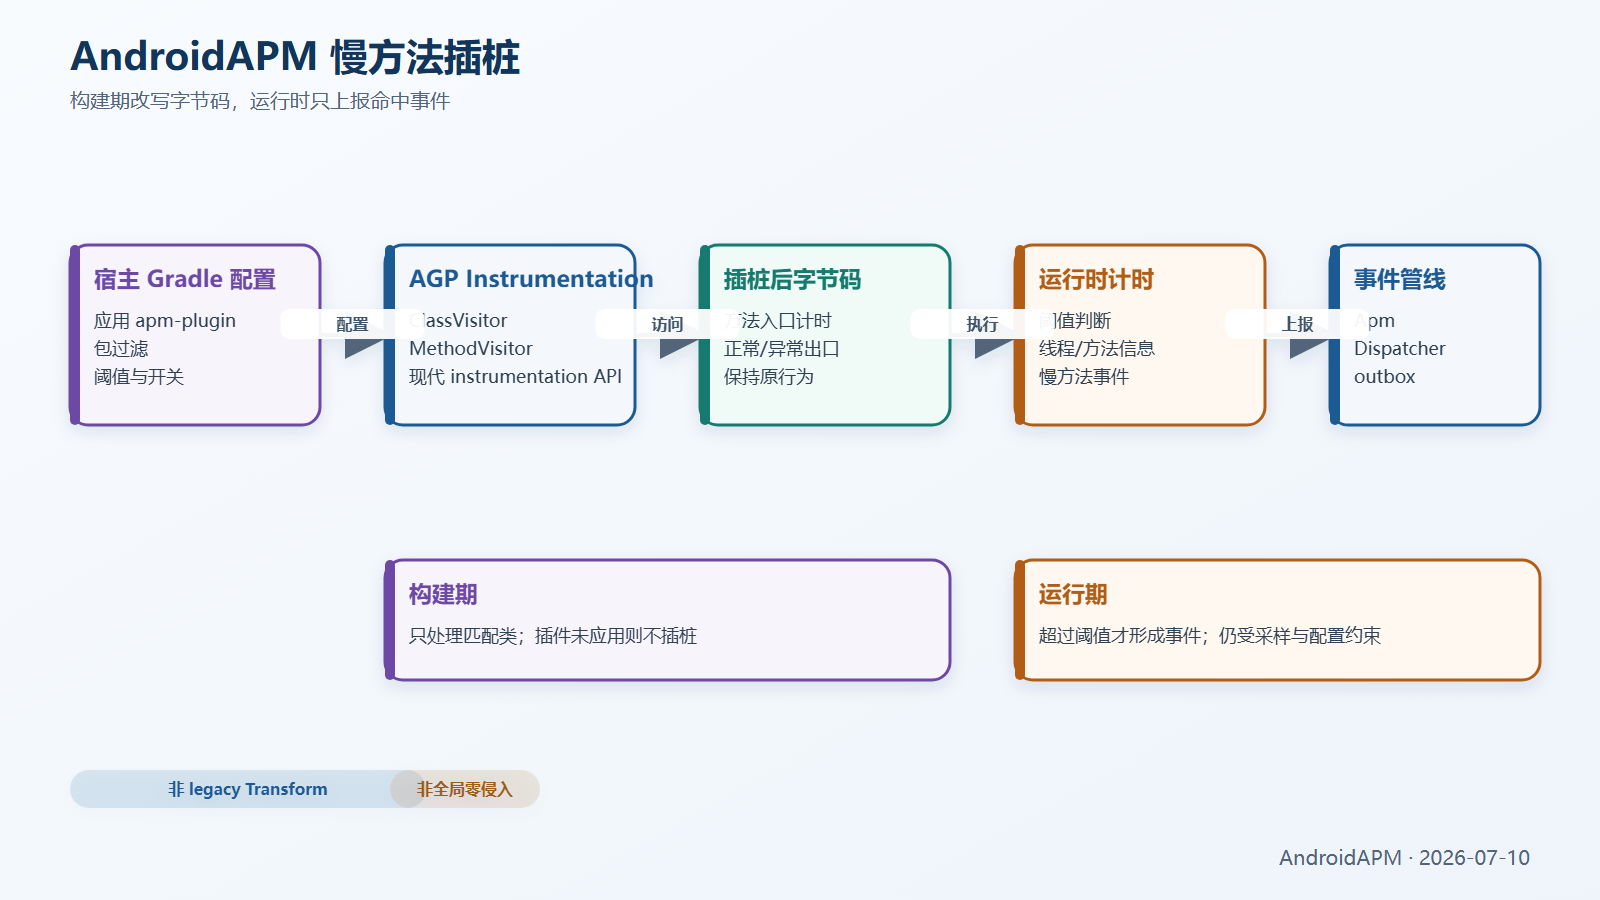 AndroidAPM 慢方法插桩
构建期改写字节码，运行时只上报命中事件
宿主 Gradle 配置
应用 apm-plugin
包过滤
阈值与开关
配置
AGP Instrumentation
ClassVisitor
MethodVisitor
现代 instrumentation API
访问
插桩后字节码
方法入口计时
正常/异常出口
保持原行为
执行
运行时计时
阈值判断
线程/方法信息
慢方法事件
上报
事件管线
Apm
Dispatcher
outbox
构建期
只处理匹配类；插件未应用则不插桩
运行期
超过阈值才形成事件；仍受采样与配置约束
非 legacy Transform
非全局零侵入
AndroidAPM · 2026-07-10